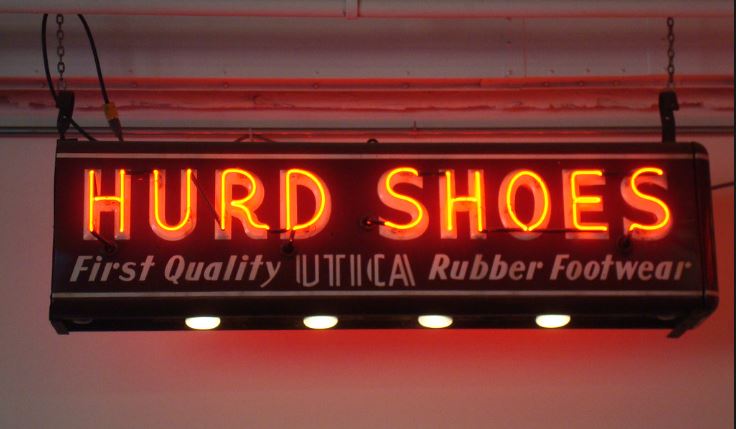 HURD SHOES
First Quality UTICA Rubber Footwear